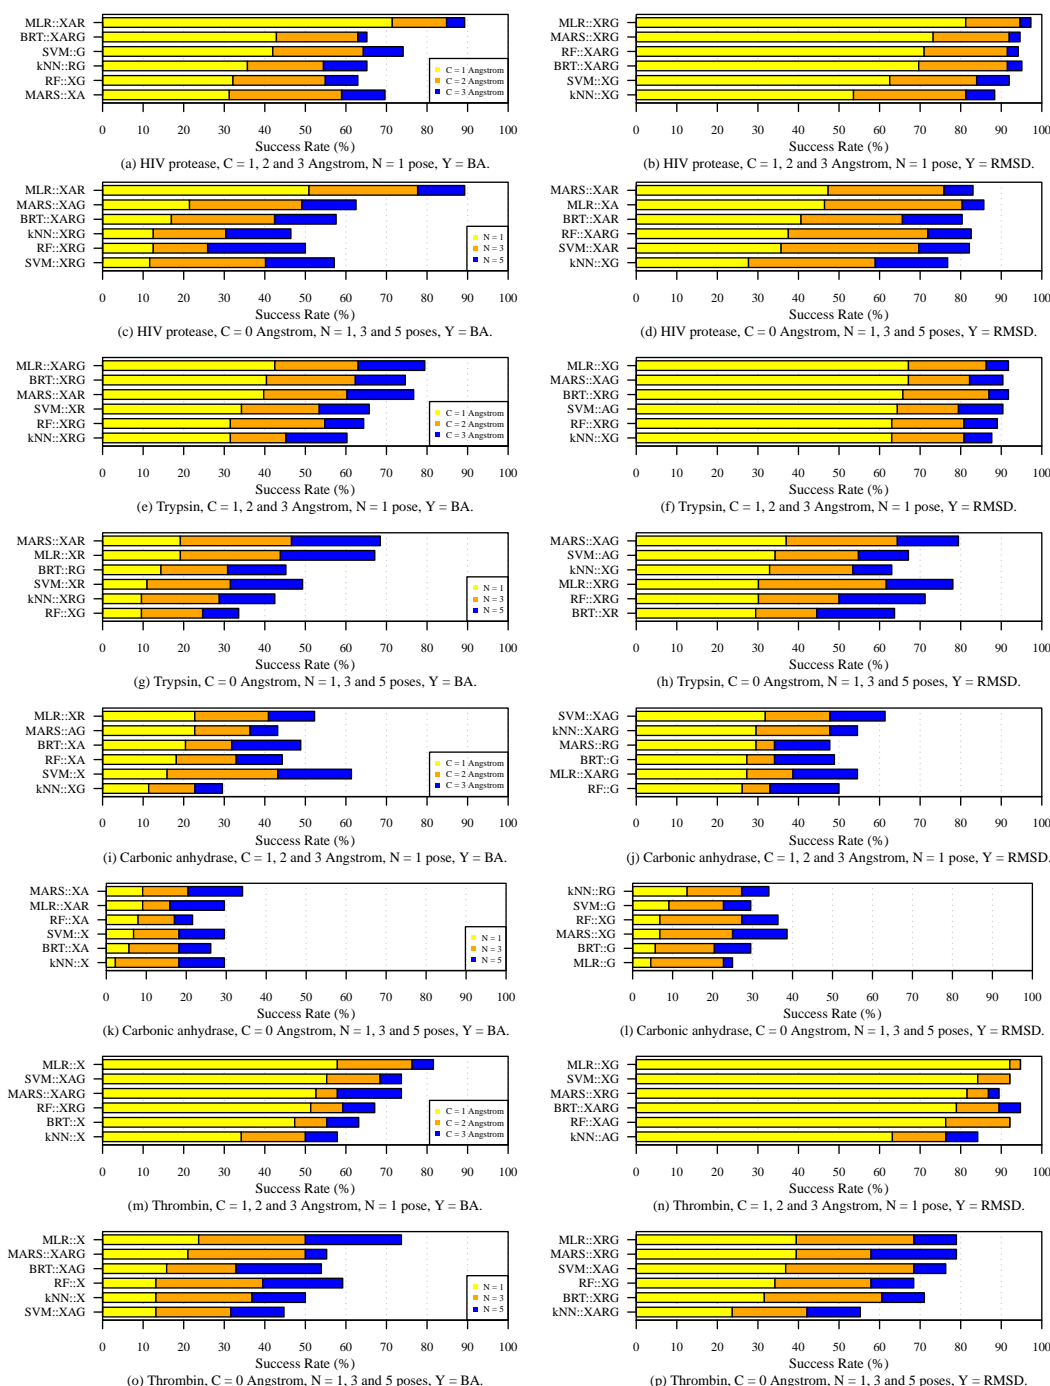 MLR::XAR
BRT::XARG
SVM::G
kNN::RG
RF::XG
MARS::XA
C = 1 Angstrom
C = 2 Angstrom
C = 3 Angstrom
0 10 20 30 40 50 60 70 80 90 100
Success Rate (%)
(a) HIV protease, C = 1, 2 and 3 Angstrom, N = 1 pose, Y = BA.
MLR::XRG
MARS::XRG
RF::XARG
BRT::XARG
SVM::XG
kNN::XG
0 10 20 30 40 50 60 70 80 90 100
Success Rate (%)
(b) HIV protease, C = 1, 2 and 3 Angstrom, N = 1 pose, Y = RMSD.
MLR::XAR
MARS::XAG
BRT::XARG
kNN::XRG
RF::XRG
SVM::XRG
N = 1
N = 3
N = 5
0 10 20 30 40 50 60 70 80 90 100
Success Rate (%)
(c) HIV protease, C = 0 Angstrom, N = 1, 3 and 5 poses, Y = BA.
MARS::XAR
MLR::XA
BRT::XAR
RF::XARG
SVM::XAR
kNN::XG
0 10 20 30 40 50 60 70 80 90 100
Success Rate (%)
(d) HIV protease, C = 0 Angstrom, N = 1, 3 and 5 poses, Y = RMSD.
MLR::XARG
BRT::XRG
MARS::XAR
SVM::XR
RF::XRG
kNN::XRG
C = 1 Angstrom
C = 2 Angstrom
C = 3 Angstrom
0 10 20 30 40 50 60 70 80 90 100
Success Rate (%)
(e) Trypsin, C = 1, 2 and 3 Angstrom, N = 1 pose, Y = BA.
MLR::XG
MARS::XAG
BRT::XRG
SVM::AG
RF::XRG
kNN::XG
0 10 20 30 40 50 60 70 80 90 100
Success Rate (%)
(f) Trypsin, C = 1, 2 and 3 Angstrom, N = 1 pose, Y = RMSD.
MARS::XAR
MLR::XR
BRT::RG
SVM::XR
kNN::XRG
RF::XG
N = 1
N = 3
N = 5
0 10 20 30 40 50 60 70 80 90 100
Success Rate (%)
(g) Trypsin, C = 0 Angstrom, N = 1, 3 and 5 poses, Y = BA.
MARS::XAG
SVM::AG
kNN::XG
MLR::XRG
RF::XRG
BRT::XR
0 10 20 30 40 50 60 70 80 90 100
Success Rate (%)
(h) Trypsin, C = 0 Angstrom, N = 1, 3 and 5 poses, Y = RMSD.
MLR::XR
MARS::AG
BRT::XA
RF::XA
SVM::X
kNN::XG
C = 1 Angstrom
C = 2 Angstrom
C = 3 Angstrom
0 10 20 30 40 50 60 70 80 90 100
Success Rate (%)
(i) Carbonic anhydrase, C = 1, 2 and 3 Angstrom, N = 1 pose, Y = BA.
SVM::XAG
kNN::XARG
MARS::RG
BRT::G
MLR::XARG
RF::G
0 10 20 30 40 50 60 70 80 90 100
Success Rate (%)
(j) Carbonic anhydrase, C = 1, 2 and 3 Angstrom, N = 1 pose, Y = RMSD.
MARS::XA
MLR::XAR
RF::XA
SVM::X
BRT::XA
kNN::X
N = 1
N = 3
N = 5
0 10 20 30 40 50 60 70 80 90 100
Success Rate (%)
(k) Carbonic anhydrase, C = 0 Angstrom, N = 1, 3 and 5 poses, Y = BA.
kNN::RG
SVM::G
RF::XG
MARS::XG
BRT::G
MLR::G
0 10 20 30 40 50 60 70 80 90 100
Success Rate (%)
(l) Carbonic anhydrase, C = 0 Angstrom, N = 1, 3 and 5 poses, Y = RMSD.
MLR::X
SVM::XAG
MARS::XARG
RF::XRG
BRT::X
kNN::X
C = 1 Angstrom
C = 2 Angstrom
C = 3 Angstrom
0 10 20 30 40 50 60 70 80 90 100
Success Rate (%)
(m) Thrombin, C = 1, 2 and 3 Angstrom, N = 1 pose, Y = BA.
MLR::XG
SVM::XG
MARS::XRG
BRT::XARG
RF::XAG
kNN::AG
0 10 20 30 40 50 60 70 80 90 100
Success Rate (%)
(n) Thrombin, C = 1, 2 and 3 Angstrom, N = 1 pose, Y = RMSD.
MLR::X
MARS::XARG
BRT::XAG
RF::X
kNN::X
SVM::XAG
N = 1
N = 3
N = 5
0 10 20 30 40 50 60 70 80 90 100
Success Rate (%)
(o) Thrombin, C = 0 Angstrom, N = 1, 3 and 5 poses, Y = BA.
MLR::XRG
MARS::XRG
SVM::XAG
RF::XG
BRT::XRG
kNN::XARG
0 10 20 30 40 50 60 70 80 90 100
Success Rate (%)
(p) Thrombin, C = 0 Angstrom, N = 1, 3 and 5 poses, Y = RMSD.